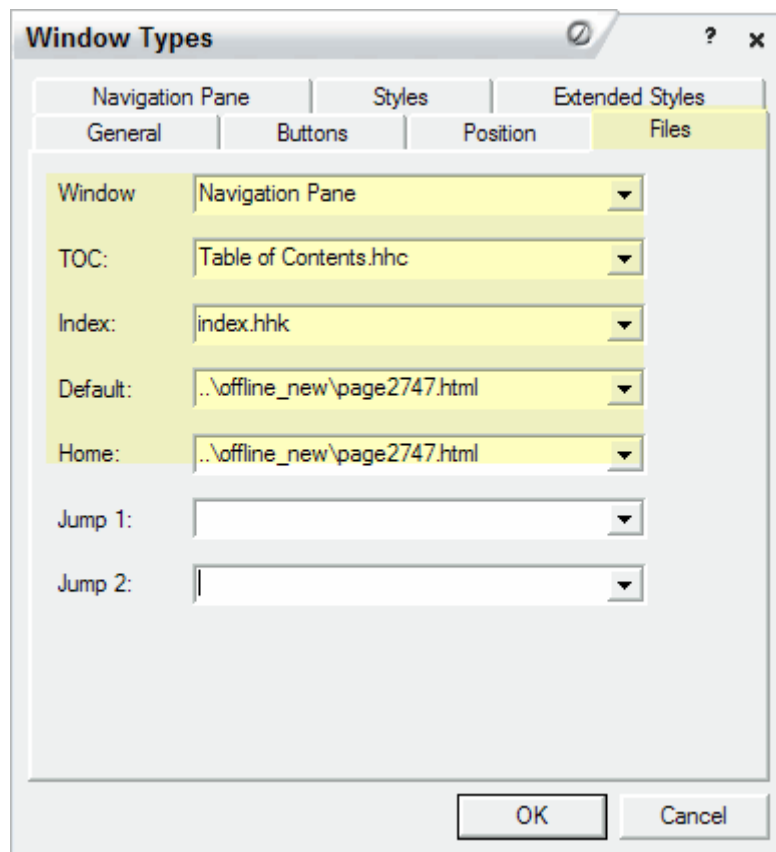 Window Types
?
Navigation Pane Styles Extended Styles
General Buttons Position Files
Window Navigation Pane
TOC: Table of Contents.hhc
Index: index.hhk
Default: ..\offline_new\page2747.html
Home: ..\offline_new\page2747.html
Jump 1:
Jump 2:
OK Cancel